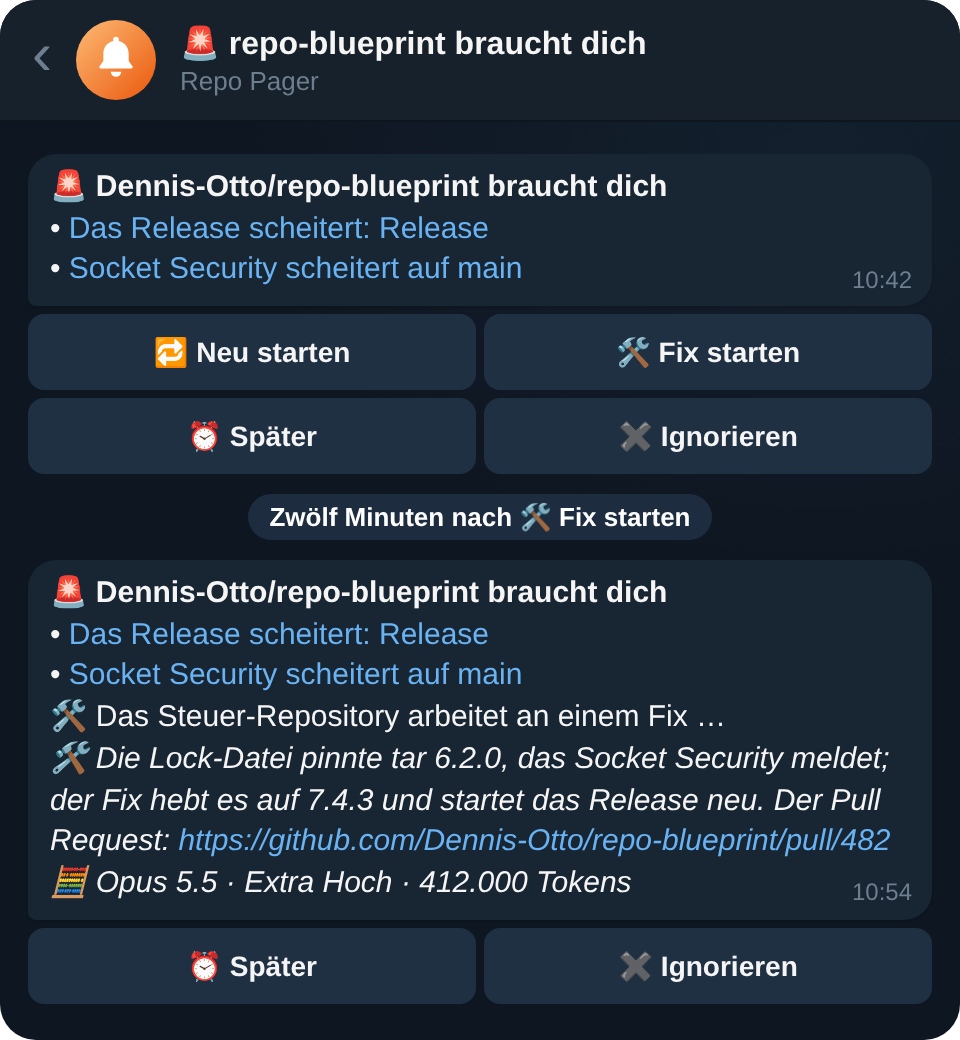 🚨 repo-blueprint braucht dich
Repo Pager
🚨 Dennis-Otto/repo-blueprint braucht dich
• Das Release scheitert: Release
• Socket Security scheitert auf main
10:42
🔁 Neu starten
🛠️ Fix starten
⏰ Später
✖️ Ignorieren
Zwölf Minuten nach 🛠️ Fix starten
🚨 Dennis-Otto/repo-blueprint braucht dich
• Das Release scheitert: Release
• Socket Security scheitert auf main
🛠️ Das Steuer-Repository arbeitet an einem Fix …
🛠️ Die Lock-Datei pinnte tar 6.2.0, das Socket Security meldet;
der Fix hebt es auf 7.4.3 und startet das Release neu. Der Pull
Request: https://github.com/Dennis-Otto/repo-blueprint/pull/482
🧮 Opus 5.5 · Extra Hoch · 412.000 Tokens
10:54
⏰ Später
✖️ Ignorieren